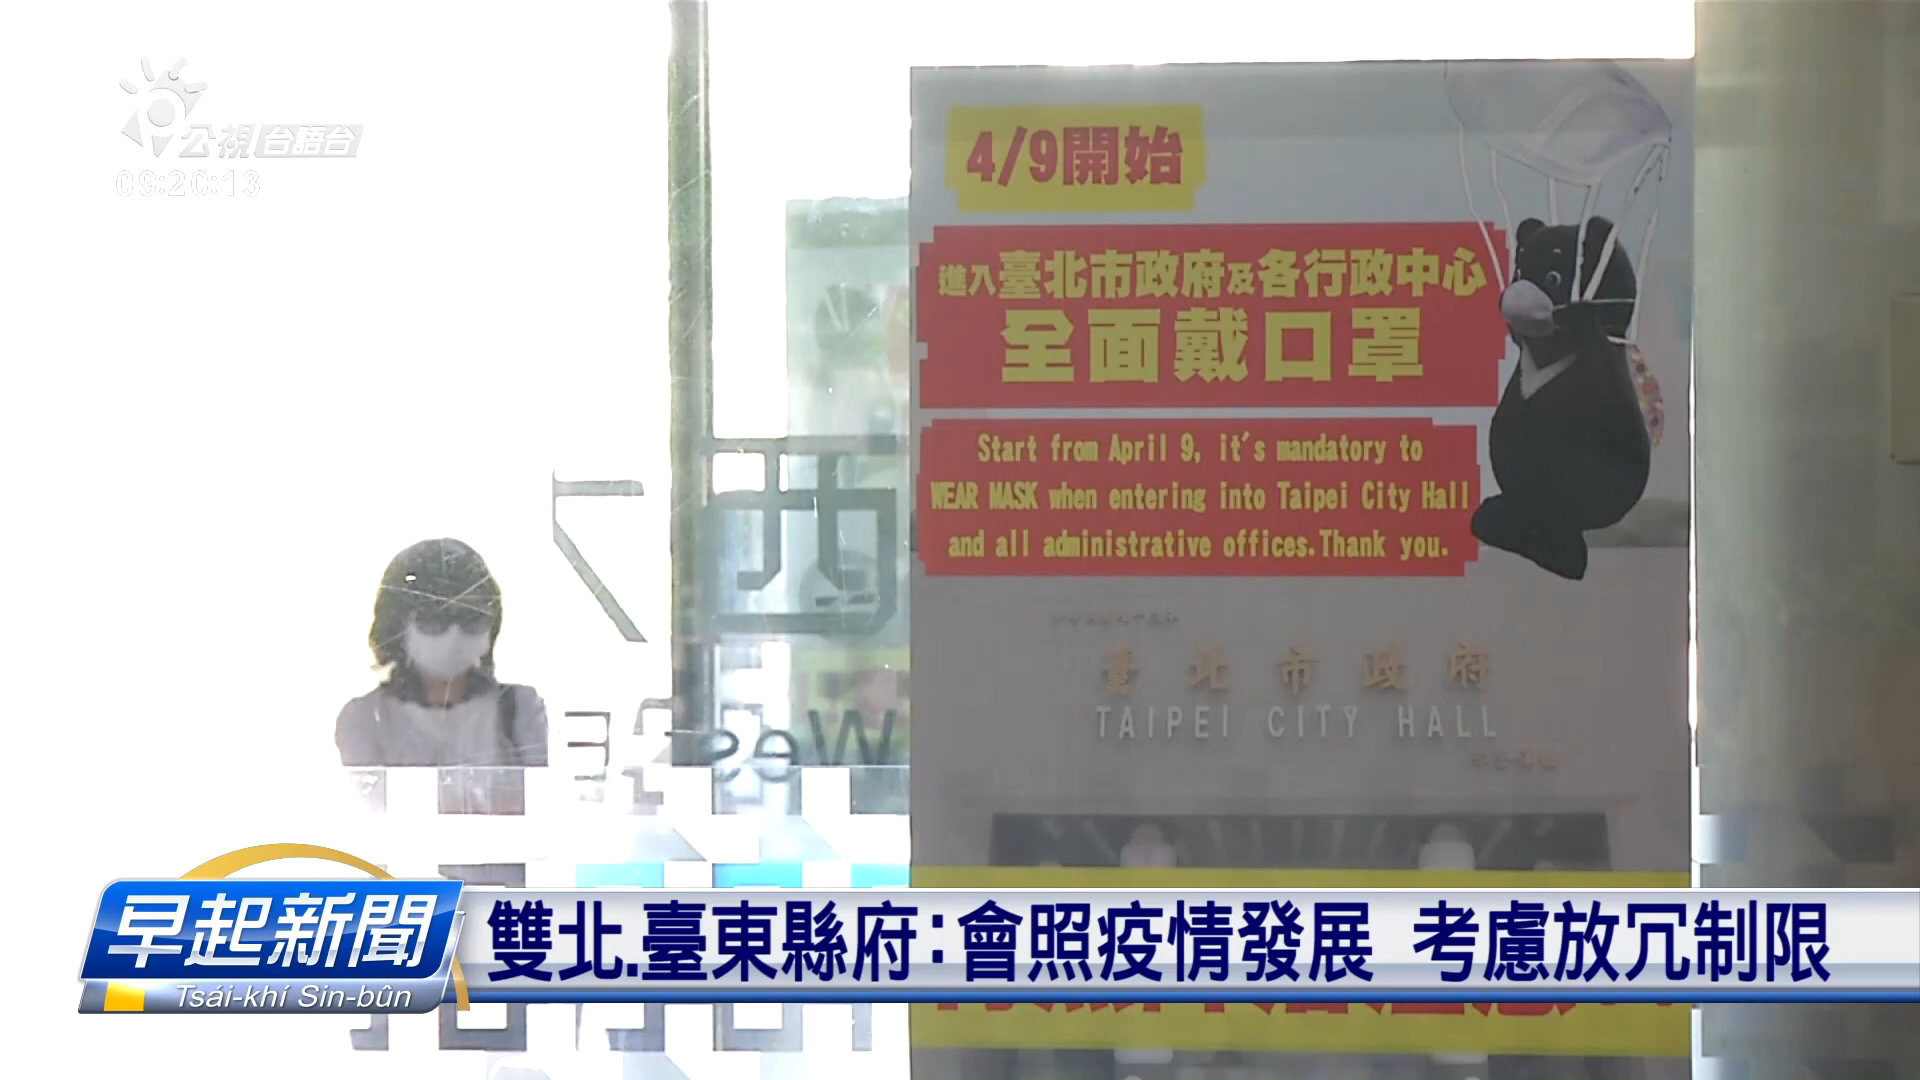 公視台語台
09:20:13
4/9開始
進入臺北市政府及各行政中心
全面戴口罩
Start from April 9, it's mandatory to
WEAR MASK when entering into Taipei City Hall
and all administrative offices.Thank you.
臺北市政府
TAIPEI CITY HALL
West
早起新聞
Tsái-khí Sin-bûn
雙北.臺東縣府:會照疫情發展 考慮放冗制限